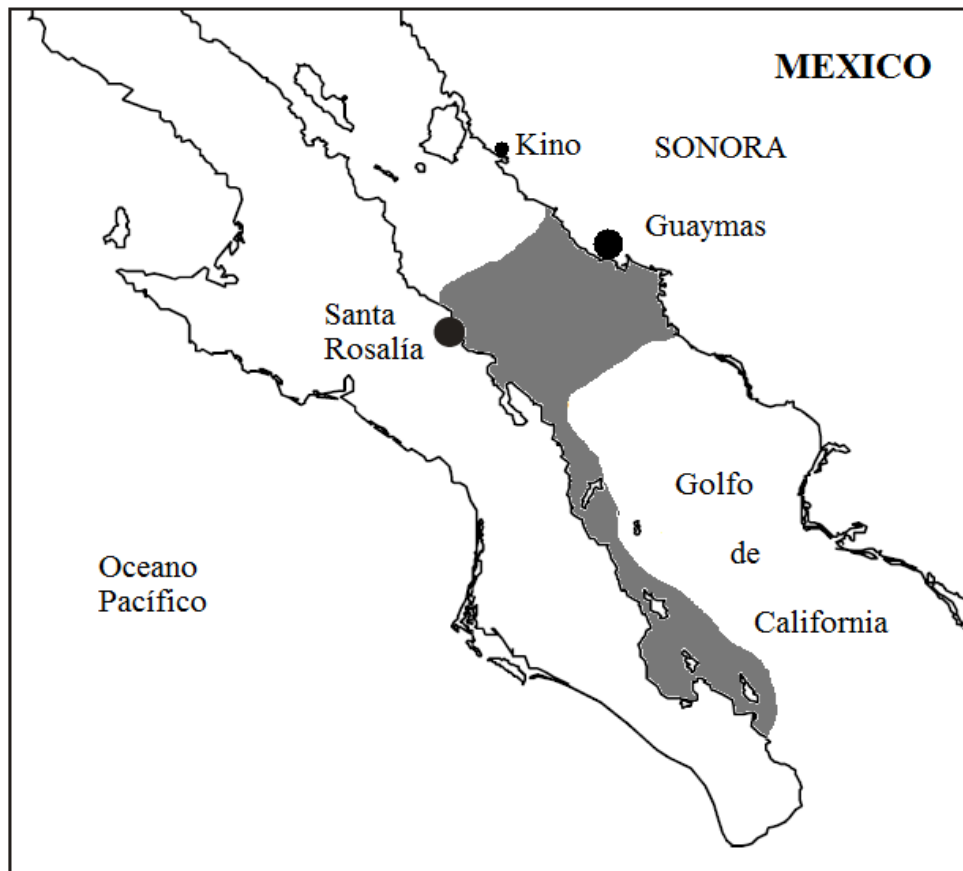 MEXICO
Kino
SONORA
Guaymas
Santa
Rosalía
Golfo
de
California
Oceano
Pacífico